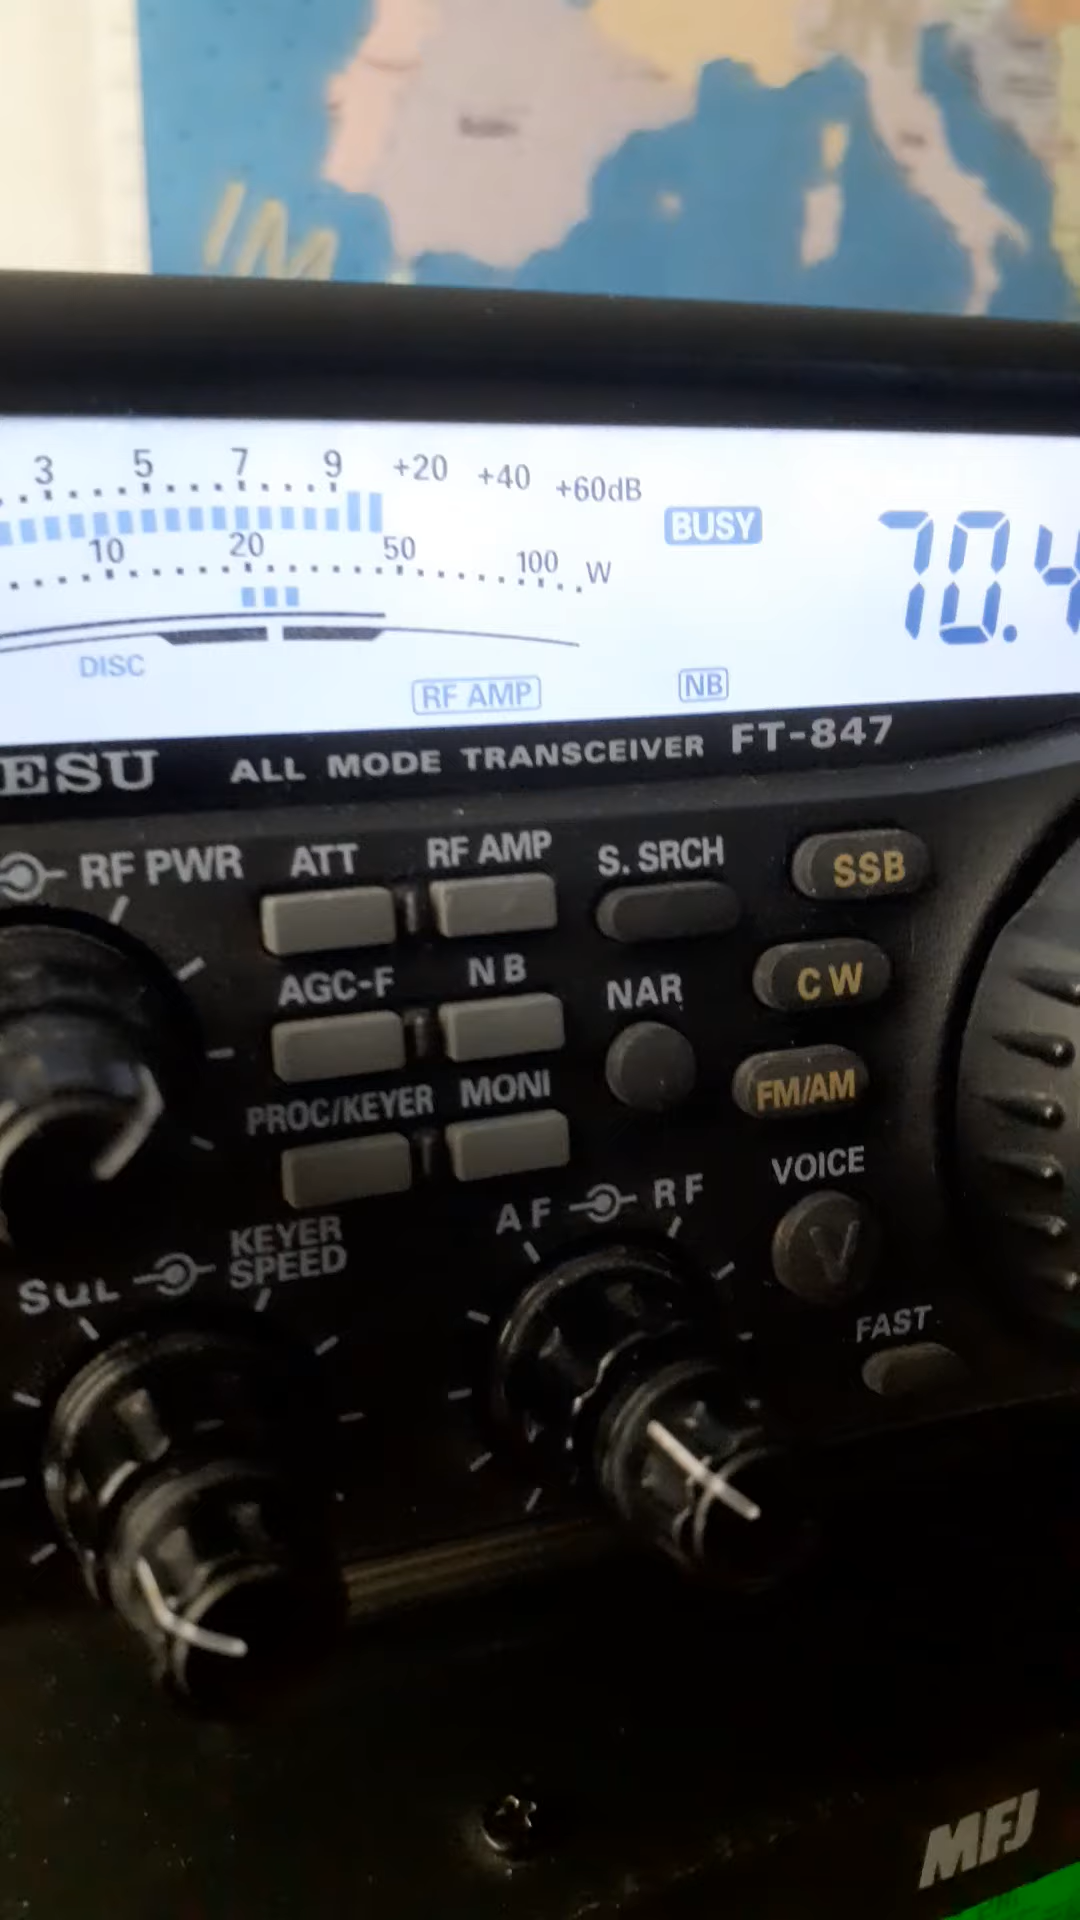 IM
3 5 7 9 +20 +40 +60dB
BUSY
70.4
10 20 50 100 W
DISC
RF AMP
NB
ESU ALL MODE TRANSCEIVER FT-847
RF PWR ATT RF AMP S. SRCH SSB
AGC-F NB NAR CW
PROC/KEYER MONI FM/AM
VOICE
V
AF RF
SQL KEYER SPEED
FAST
MFJ